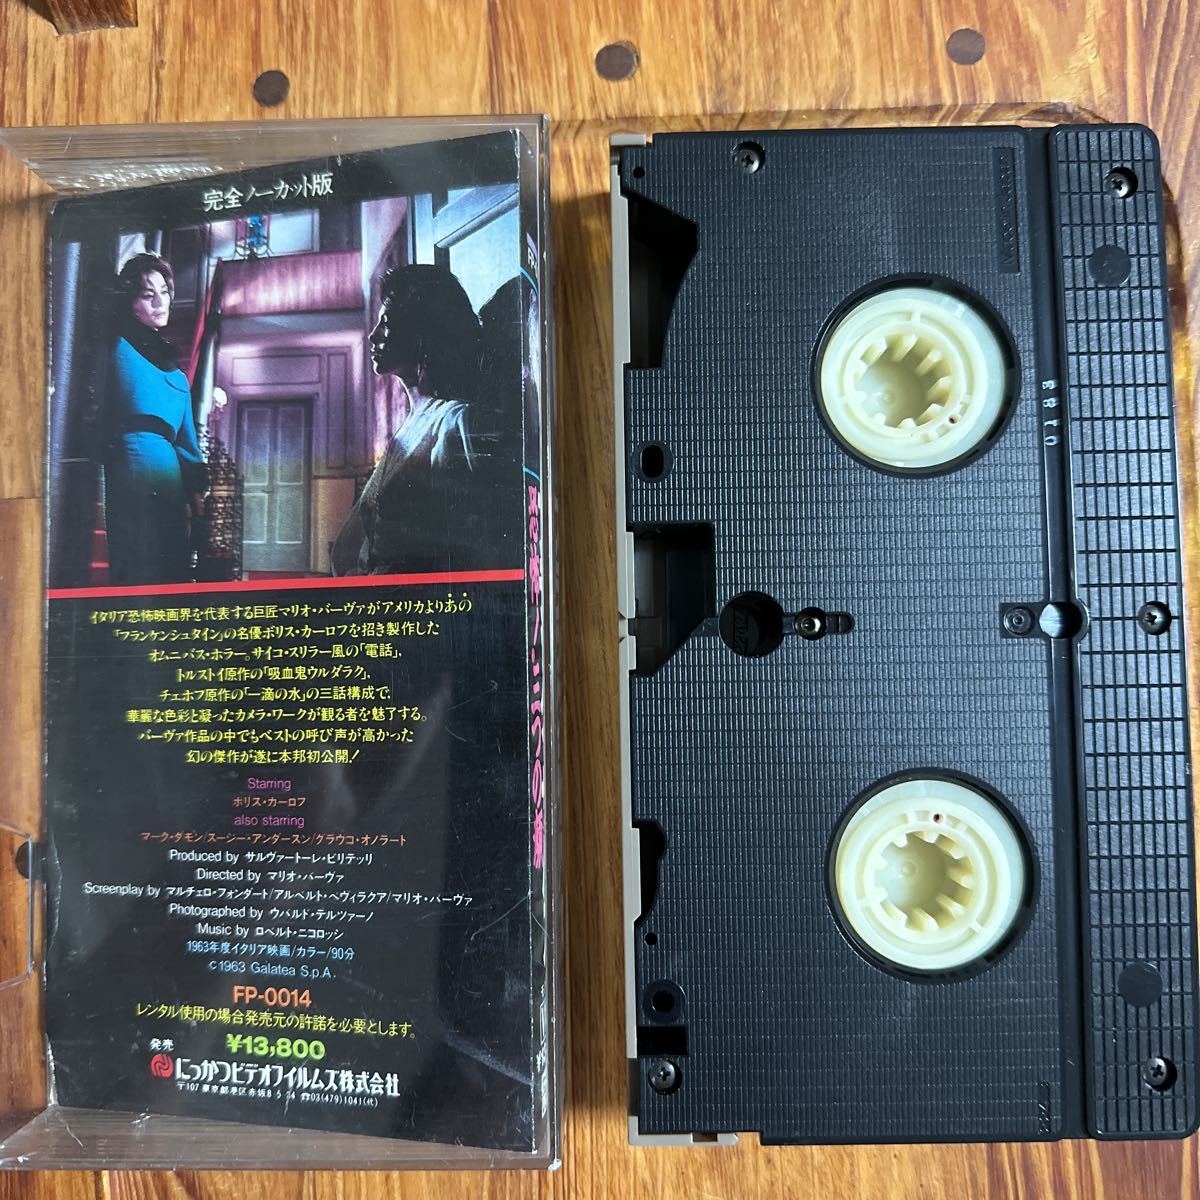 完全ノーカット版
イタリア恐怖映画界を代表する巨匠マリオ・バーヴァがアメリカよりあの
「フランケンシュタイン」の名優ボリス・カーロフを招き製作した
オムニバス・ホラー。サイコ・スリラー風の「電話」,
トルストイ原作の「吸血鬼ウルダラク」,
チェホフ原作の「一滴の水」の三話構成で,
華麗な色彩と凝ったカメラ・ワークが観る者を魅了する。
バーヴァ作品の中でもベストの呼び声が高かった
幻の傑作が遂に本邦初公開!
Starring
ボリス・カーロフ
also starring
マーク・ダモン/スージー・アンダースン/グラウコ・オノラート
Produced by サルヴァートーレ・ビリテッリ
Directed by マリオ・バーヴァ
Screenplay by マルチェロ・フォンダート/アルベルト・ベヴィラクア/マリオ・バーヴァ
Photographed by ウバルド・テルツァーノ
Music by ロベルト・ニコロッシ
1963年度イタリア映画/カラー/90分
©1963 Galatea S.p.A.
FP-0014
レンタル使用の場合発売元の許諾を必要とします。
¥13,800
発売
にっかつビデオフイルムズ株式会社
〒107 東京都港区赤坂8-5-24 ☎03(479)1041(代)